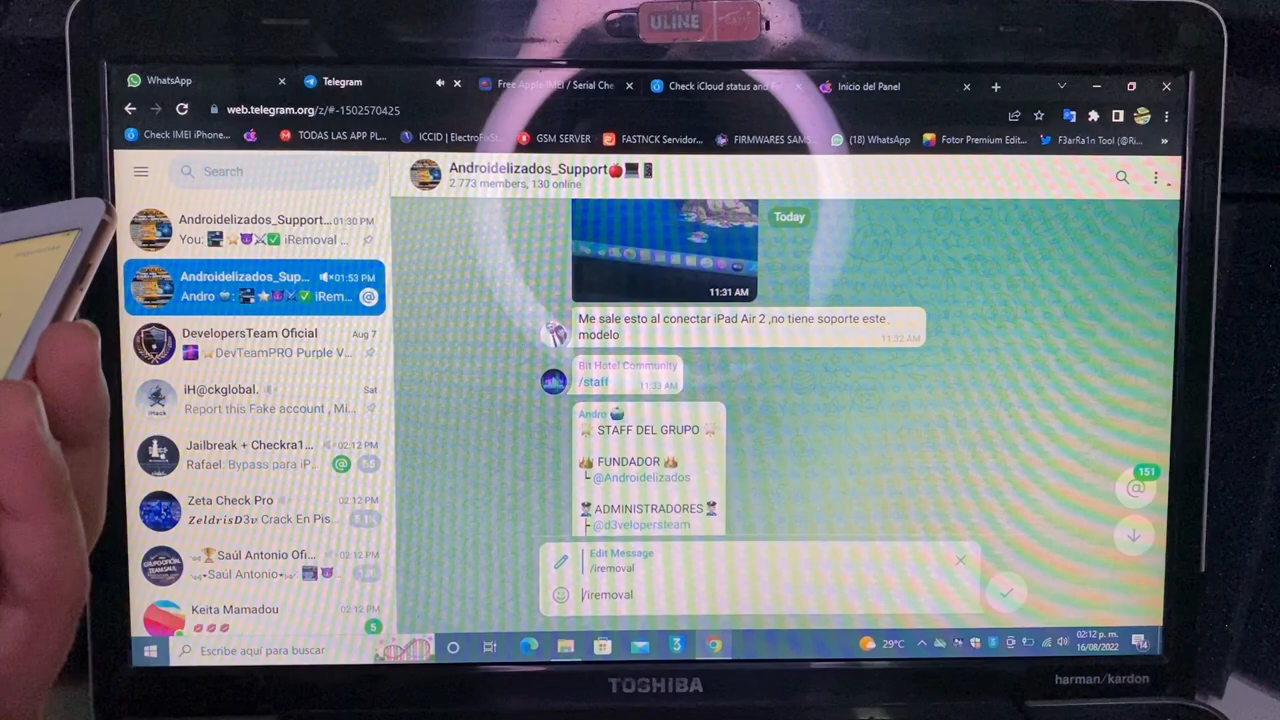 ULINE
WhatsApp
Telegram
Free Apple IMEI / Serial Che
Check iCloud status and Fi
Inicio del Panel
web.telegram.org/z/#-1502570425
Check IMEI iPhone...
TODAS LAS APP PL...
ICCID | ElectroFixSt...
GSM SERVER
FASTNCK Servidor...
FIRMWARES SAMS...
(18) WhatsApp
Fotor Premium Edit...
F3arRa1n Tool (@Ri...
Search
Androidelizados_Support
2 773 members, 130 online
Androidelizados_Support... 01:30 PM
You: iRemoval ...
Androidelizados_Sup... 01:53 PM
Andro : iRem... @
DevelopersTeam Oficial Aug 7
DevTeamPRO Purple V...
iH@ckglobal. Sat
Report this Fake account , Mi...
Jailbreak + Checkra1... 02:12 PM
Rafael: Bypass para iP... @
Zeta Check Pro 02:12 PM
ZeldrisD3v Crack En Pis...
Saúl Antonio Ofi... 02:12 PM
Saúl Antonio
Keita Mamadou 02:12 PM
5
Today
11:31 AM
Me sale esto al conectar iPad Air 2 ,no tiene soporte este
modelo
11:32 AM
Bit Hotel Community
/staff 11:33 AM
Andro
STAFF DEL GRUPO
FUNDADOR
@Androidelizados
ADMINISTRADORES
@d3velopersteam
151
@
Edit Message
/iremoval
/iremoval
Escribe aquí para buscar
29°C
02:12 p. m.
16/08/2022
14
TOSHIBA
harman/kardon